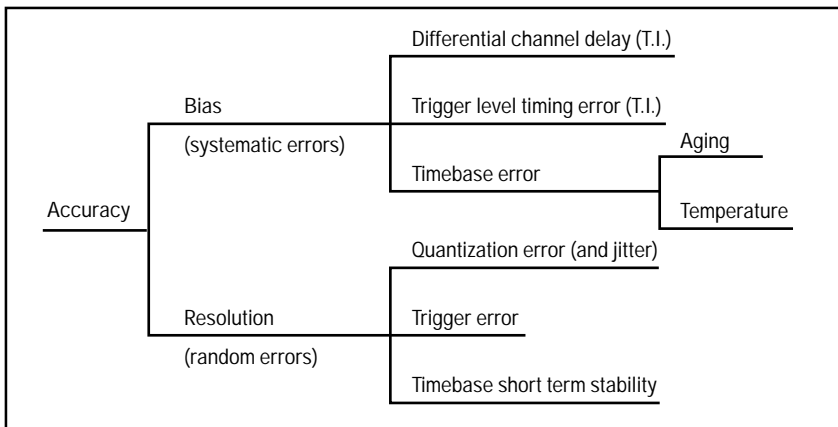 Differential channel delay (T.I.)
Bias
(systematic errors)
Trigger level timing error (T.I.)
Timebase error
Aging
Temperature
Accuracy
Quantization error (and jitter)
Resolution
(random errors)
Trigger error
Timebase short term stability